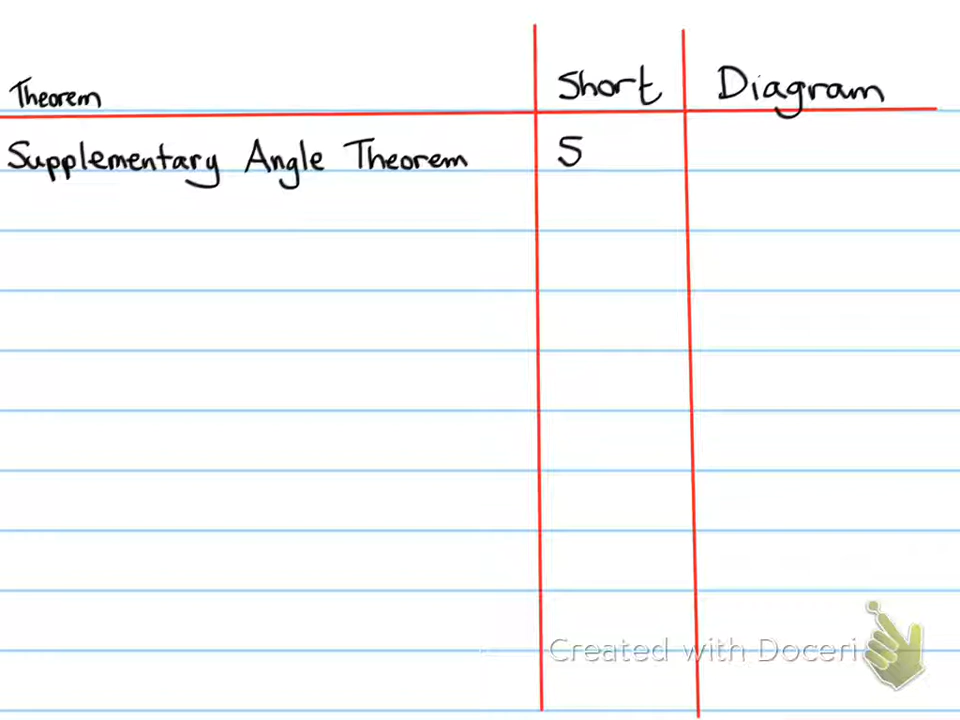 Theorem Short Diagram
Supplementary Angle Theorem S
Created with Doceri